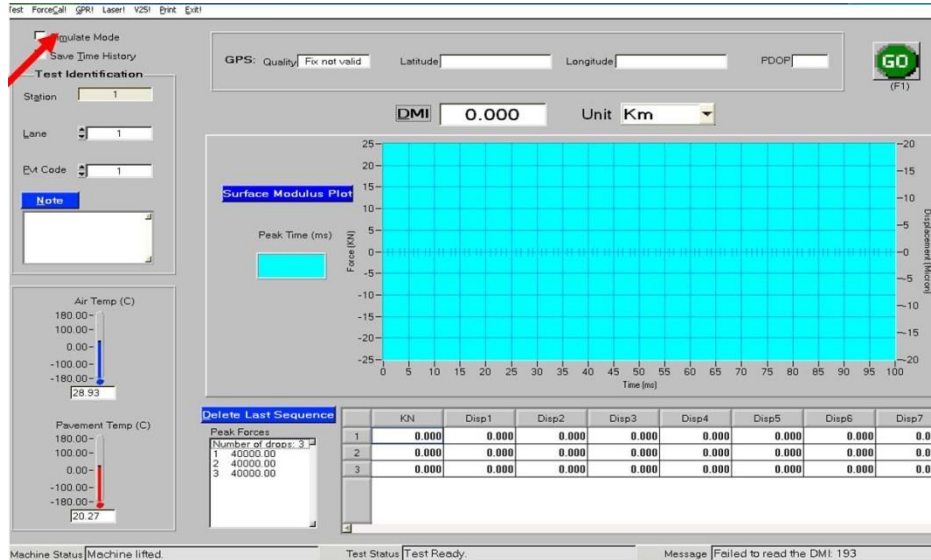 Test ForceCal! GPR! Laser! V25! Print Exit!
Simulate Mode
Save Time History
Test Identification
Station 1
Lane 1
Pvt Code 1
Note
GPS: Quality Fix not valid Latitude Longitude PDOP
GO
(F1)
DMI 0.000 Unit Km
Surface Modulus Plot
Peak Time (ms)
Force (KN)
25
20
15
10
5
0
-5
-10
-15
-20
-25
0 5 10 15 20 25 30 35 40 45 50 55 60 65 70 75 80 85 90 95 100
Time (ms)
20
15
10
5
0
-5
-10
-15
-20
Displacement (Micron)
Air Temp (C)
180.00
100.00
0.00
-100.00
-180.00
28.93
Pavement Temp (C)
180.00
100.00
0.00
-100.00
-180.00
20.27
Delete Last Sequence
Peak Forces
Number of drops: 3
1 40000.00
2 40000.00
3 40000.00
KN Disp1 Disp2 Disp3 Disp4 Disp5 Disp6 Disp7
1 0.000 0.000 0.000 0.000 0.000 0.000 0.000 0.0
2 0.000 0.000 0.000 0.000 0.000 0.000 0.000 0.0
3 0.000 0.000 0.000 0.000 0.000 0.000 0.000 0.0
Machine Status Machine lifted. Test Status Test Ready. Message Failed to read the DMI: 193